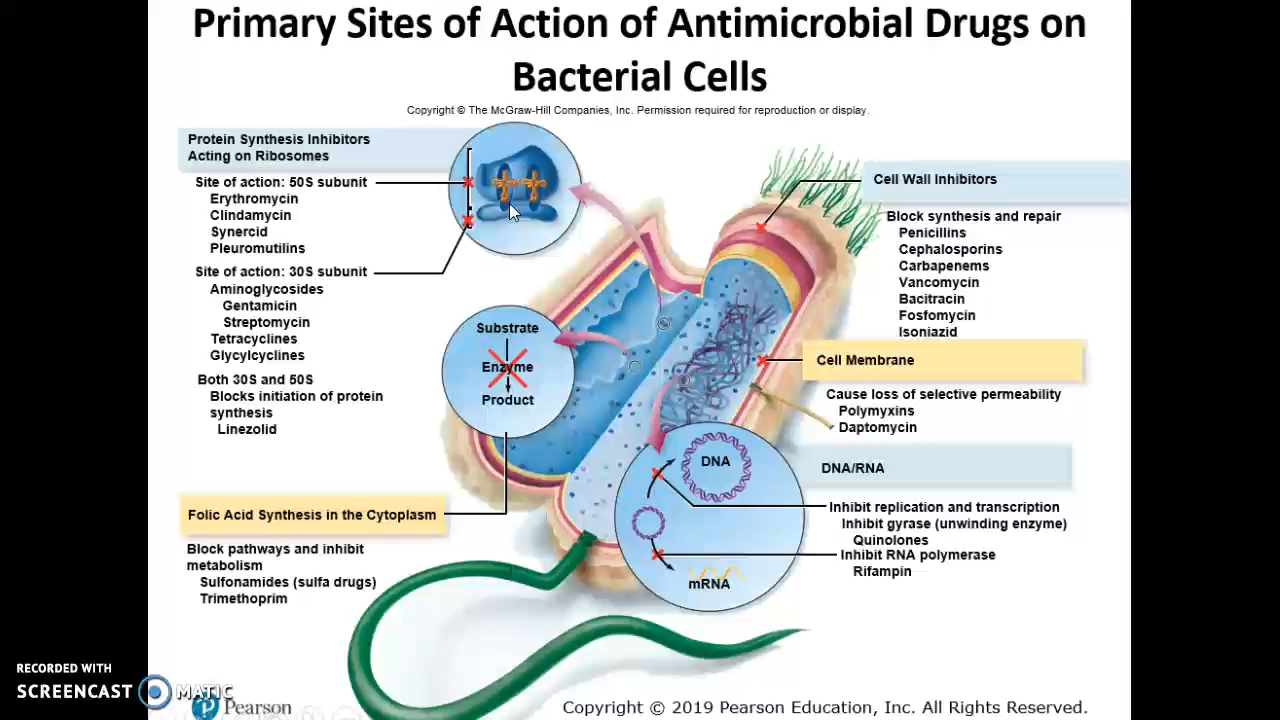 Primary Sites of Action of Antimicrobial Drugs on
Bacterial Cells
Copyright © The McGraw-Hill Companies, Inc. Permission required for reproduction or display.
Protein Synthesis Inhibitors
Acting on Ribosomes
Site of action: 50S subunit
Erythromycin
Clindamycin
Synercid
Pleuromutilins
Site of action: 30S subunit
Aminoglycosides
Gentamicin
Streptomycin
Tetracyclines
Glycylcyclines
Both 30S and 50S
Blocks initiation of protein
synthesis
Linezolid
Substrate
Enzyme
Product
Folic Acid Synthesis in the Cytoplasm
Block pathways and inhibit
metabolism
Sulfonamides (sulfa drugs)
Trimethoprim
Cell Wall Inhibitors
Block synthesis and repair
Penicillins
Cephalosporins
Carbapenems
Vancomycin
Bacitracin
Fosfomycin
Isoniazid
Cell Membrane
Cause loss of selective permeability
Polymyxins
Daptomycin
DNA/RNA
Inhibit replication and transcription
Inhibit gyrase (unwinding enzyme)
Quinolones
Inhibit RNA polymerase
Rifampin
DNA
mRNA
RECORDED WITH
SCREENCAST MATIC
Pearson
Copyright © 2019 Pearson Education, Inc. All Rights Reserved.